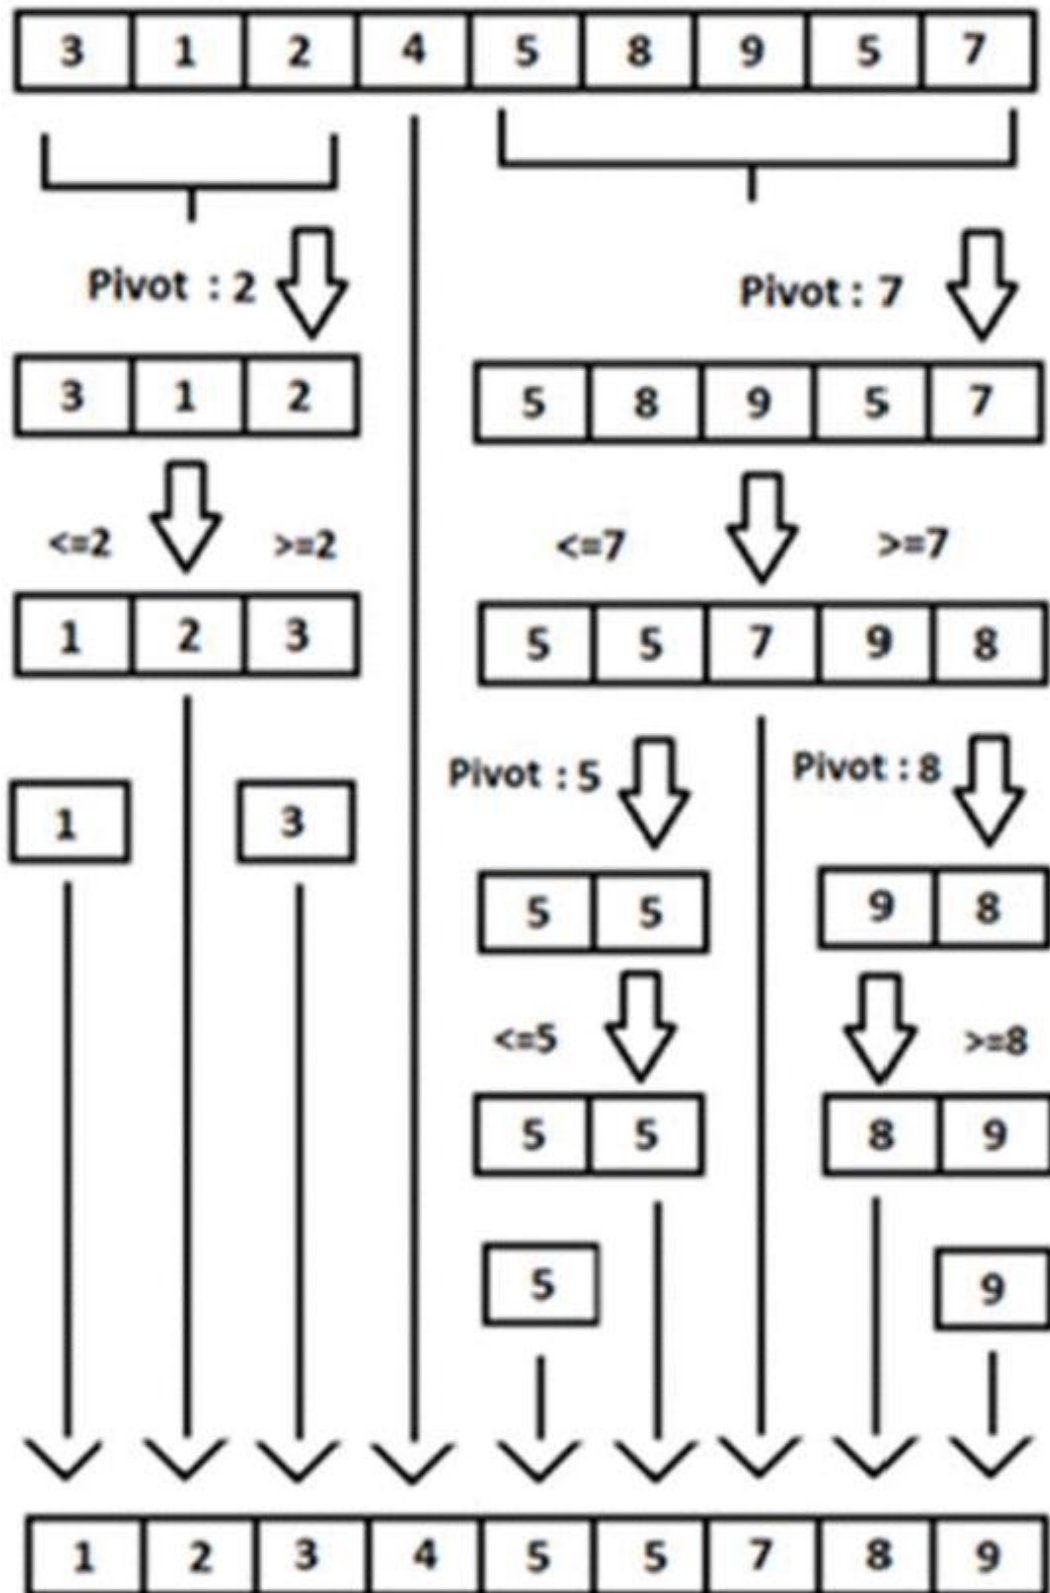 3 1 2 4 5 8 9 5 7
Pivot : 2
Pivot : 7
3 1 2
5 8 9 5 7
<=2 >=2
<=7 >=7
1 2 3
5 5 7 9 8
Pivot : 5
Pivot : 8
1
3
5 5
9 8
<=5
>=8
5 5
8 9
5
9
1 2 3 4 5 5 7 8 9